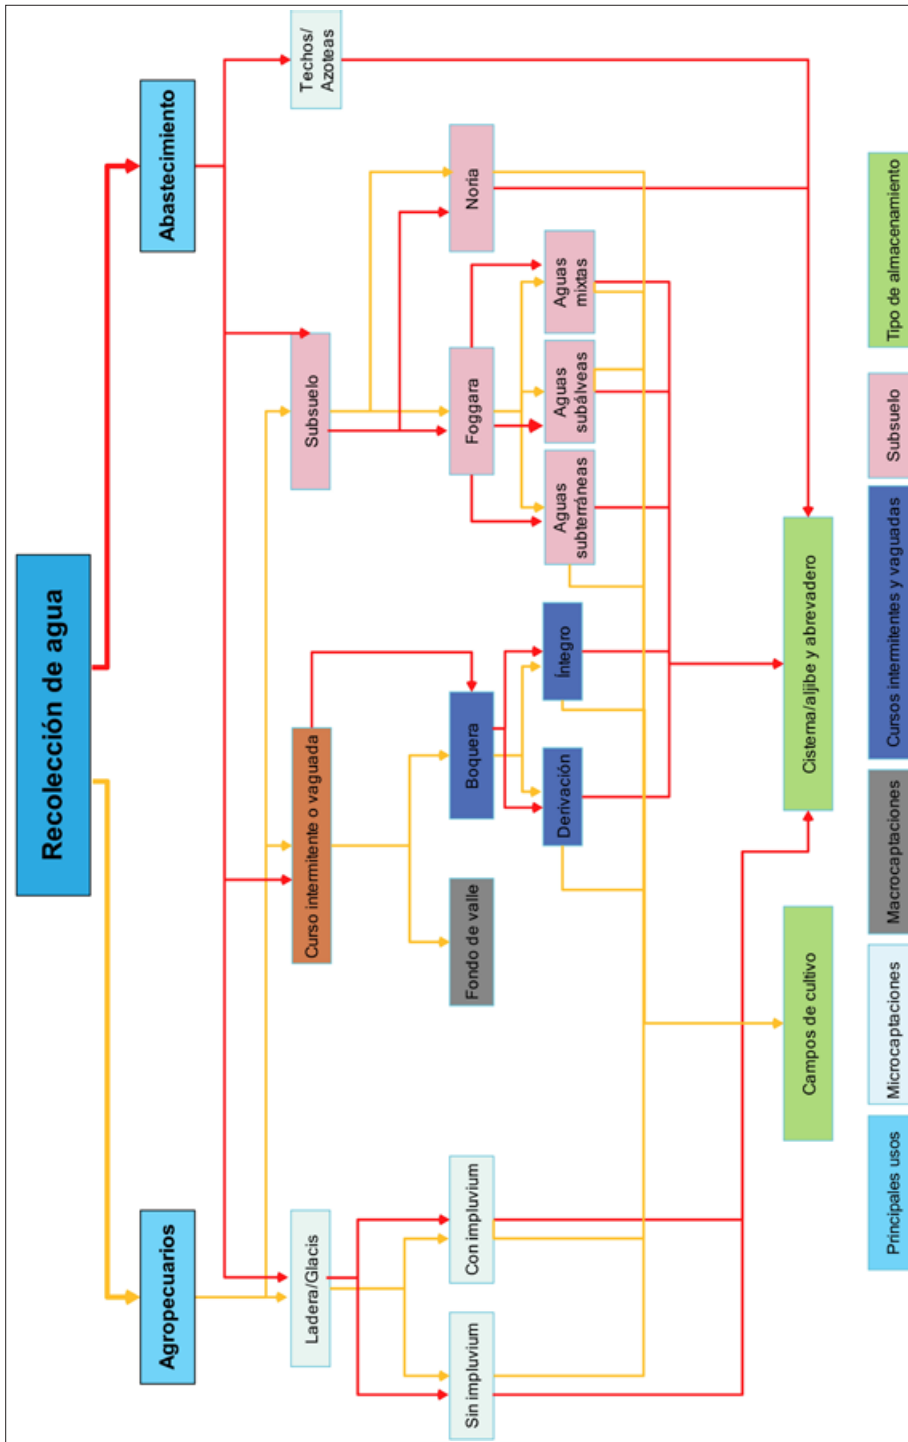 Recolección de agua
Agropecuarios
Abastecimiento
Ladera/Glacis
Curso intermitente o vaguada
Subsuelo
Techos/
Azoteas
Sin impluvium
Con impluvium
Fondo de valle
Boquera
Foggara
Noria
Derivación
Íntegro
Aguas
subterráneas
Aguas
subálveas
Aguas
mixtas
Campos de cultivo
Cisterna/aljibe y abrevadero
Principales usos
Microcaptaciones
Macrocaptaciones
Cursos intermitentes y vaguadas
Subsuelo
Tipo de almacenamiento